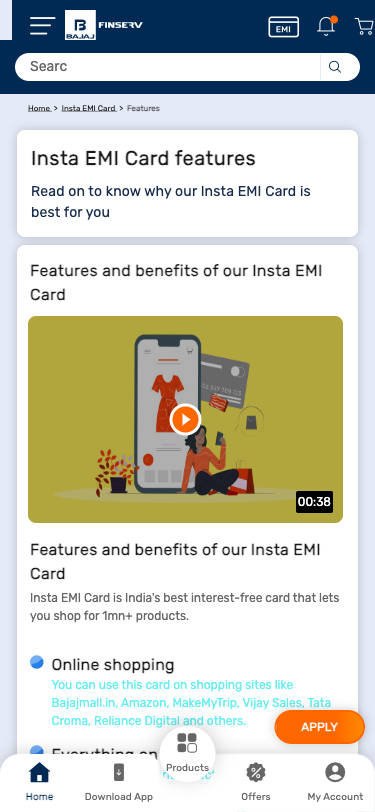 B
BAJAJ
FINSERV
EMI
Searc
Home > Insta EMI Card > Features
Insta EMI Card features
Read on to know why our Insta EMI Card is
best for you
Features and benefits of our Insta EMI
Card
00:38
Features and benefits of our Insta EMI
Card
Insta EMI Card is India's best interest-free card that lets
you shop for 1mn+ products.
Online shopping
You can use this card on shopping sites like
Bajajmall.in, Amazon, MakeMyTrip, Vijay Sales, Tata
Croma, Reliance Digital and others.
APPLY
Everything on
Home
Download App
Products
Offers
My Account